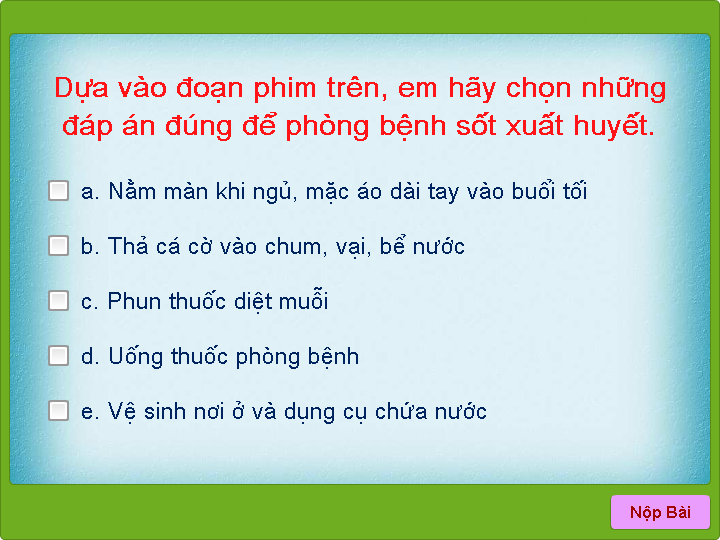 Dựa vào đoạn phim trên, em hãy chọn những
đáp án đúng để phòng bệnh sốt xuất huyết.
a. Nằm màn khi ngủ, mặc áo dài tay vào buổi tối
b. Thả cá cờ vào chum, vại, bể nước
c. Phun thuốc diệt muỗi
d. Uống thuốc phòng bệnh
e. Vệ sinh nơi ở và dụng cụ chứa nước
Nộp Bài